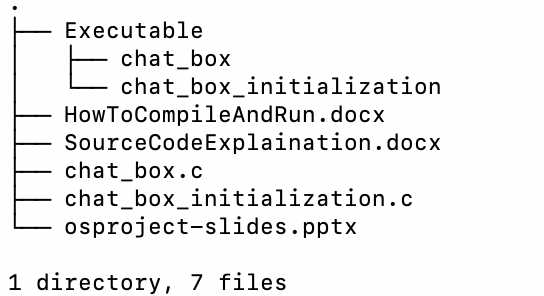 .
├── Executable
│   ├── chat_box
│   └── chat_box_initialization
├── HowToCompileAndRun.docx
├── SourceCodeExplaination.docx
├── chat_box.c
├── chat_box_initialization.c
└── osproject-slides.pptx

1 directory, 7 files